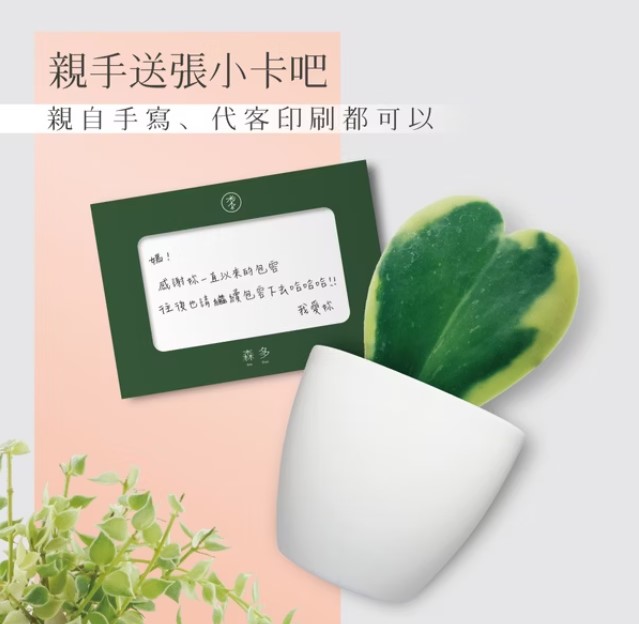 親手送張小卡吧
親自手寫、代客印刷都可以
媽！
感謝妳一直以來的包容
往後也請繼續包容下去哈哈哈!!
我愛妳
森多